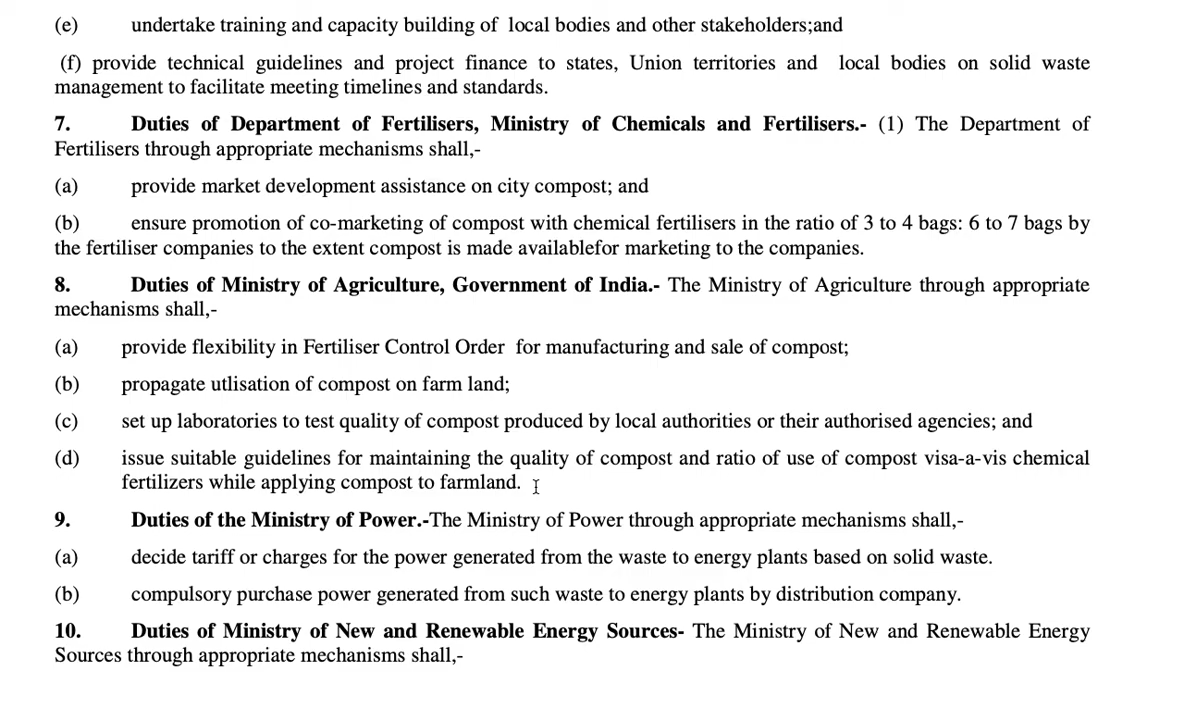 (e) undertake training and capacity building of local bodies and other stakeholders;and
(f) provide technical guidelines and project finance to states, Union territories and local bodies on solid waste
management to facilitate meeting timelines and standards.
7. Duties of Department of Fertilisers, Ministry of Chemicals and Fertilisers.- (1) The Department of
Fertilisers through appropriate mechanisms shall,-
(a) provide market development assistance on city compost; and
(b) ensure promotion of co-marketing of compost with chemical fertilisers in the ratio of 3 to 4 bags: 6 to 7 bags by
the fertiliser companies to the extent compost is made availablefor marketing to the companies.
8. Duties of Ministry of Agriculture, Government of India.- The Ministry of Agriculture through appropriate
mechanisms shall,-
(a) provide flexibility in Fertiliser Control Order for manufacturing and sale of compost;
(b) propagate utlisation of compost on farm land;
(c) set up laboratories to test quality of compost produced by local authorities or their authorised agencies; and
(d) issue suitable guidelines for maintaining the quality of compost and ratio of use of compost visa-a-vis chemical
fertilizers while applying compost to farmland.
9. Duties of the Ministry of Power.-The Ministry of Power through appropriate mechanisms shall,-
(a) decide tariff or charges for the power generated from the waste to energy plants based on solid waste.
(b) compulsory purchase power generated from such waste to energy plants by distribution company.
10. Duties of Ministry of New and Renewable Energy Sources- The Ministry of New and Renewable Energy
Sources through appropriate mechanisms shall,-